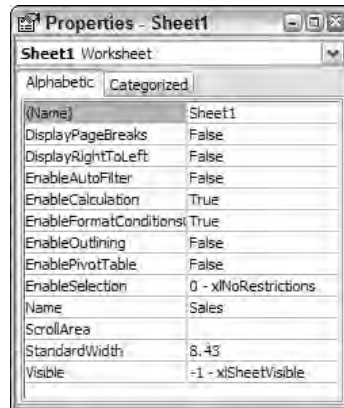 Properties - Sheet1
Sheet1 Worksheet
Alphabetic Categorized
(Name) Sheet1
DisplayPageBreaks False
DisplayRightToLeft False
EnableAutoFilter False
EnableCalculation True
EnableFormatConditions( True
EnableOutlining False
EnablePivotTable False
EnableSelection 0 - xlNoRestrictions
Name Sales
ScrollArea
StandardWidth 8.43
Visible -1 - xlSheetVisible